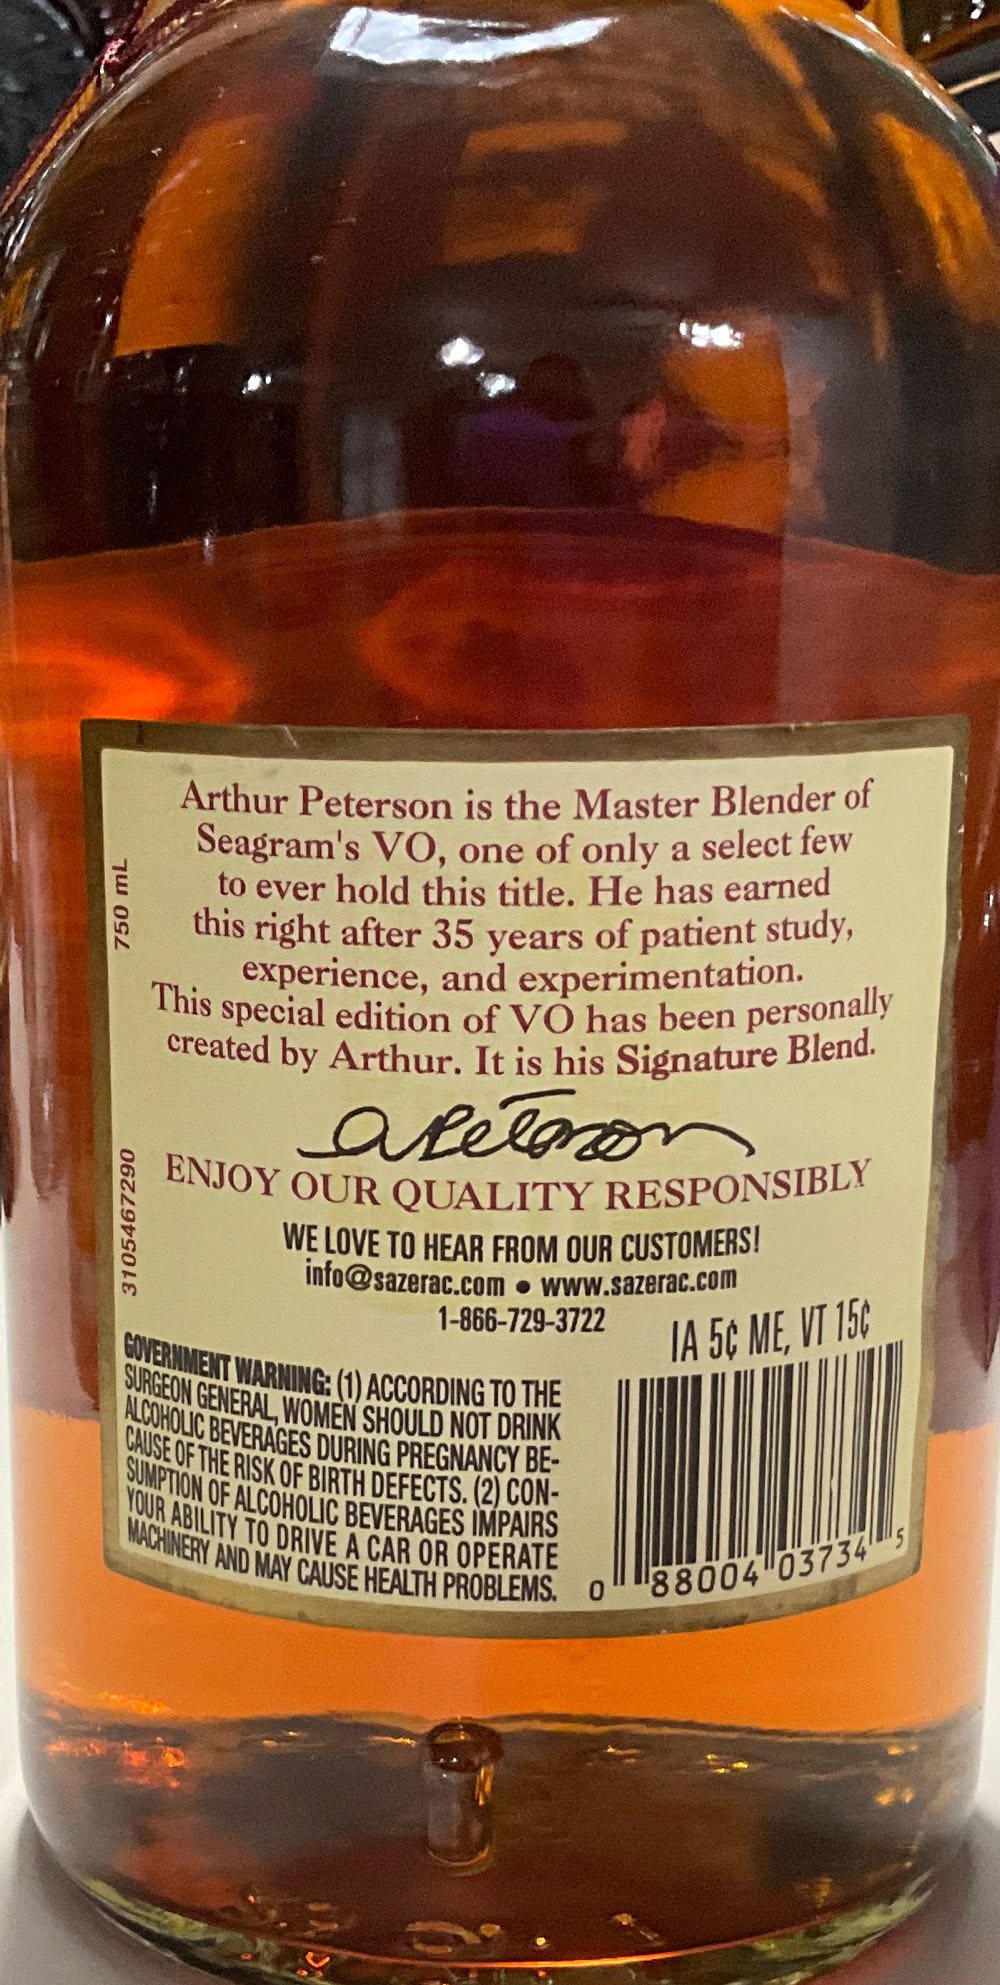 Arthur Peterson is the Master Blender of
Seagram's VO, one of only a select few
to ever hold this title. He has earned
this right after 35 years of patient study,
experience, and experimentation.
This special edition of VO has been personally
created by Arthur. It is his Signature Blend.
APeterson
ENJOY OUR QUALITY RESPONSIBLY
WE LOVE TO HEAR FROM OUR CUSTOMERS!
info@sazerac.com • www.sazerac.com
1-866-729-3722
IA 5¢ ME, VT 15¢
GOVERNMENT WARNING: (1) ACCORDING TO THE
SURGEON GENERAL, WOMEN SHOULD NOT DRINK
ALCOHOLIC BEVERAGES DURING PREGNANCY BE-
CAUSE OF THE RISK OF BIRTH DEFECTS. (2) CON-
SUMPTION OF ALCOHOLIC BEVERAGES IMPAIRS
YOUR ABILITY TO DRIVE A CAR OR OPERATE
MACHINERY AND MAY CAUSE HEALTH PROBLEMS.
0 88004 03734 5
750 mL
3105467290